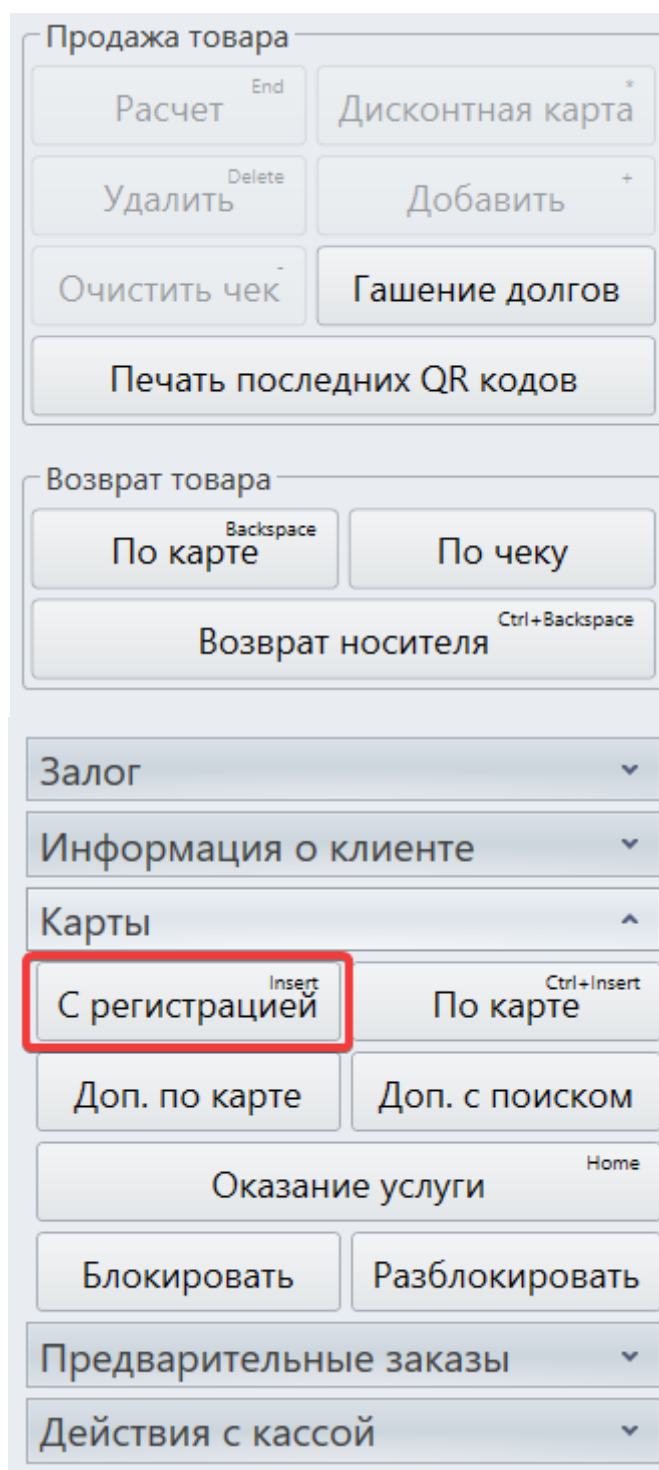 Продажа товара
Расчет End
Дисконтная карта *
Удалить Delete
Добавить +
Очистить чек -
Гашение долгов
Печать последних QR кодов
Возврат товара
По карте Backspace
По чеку
Возврат носителя Ctrl+Backspace
Залог
Информация о клиенте
Карты
С регистрацией Insert
По карте Ctrl+Insert
Доп. по карте
Доп. с поиском
Оказание услуги Home
Блокировать
Разблокировать
Предварительные заказы
Действия с кассой